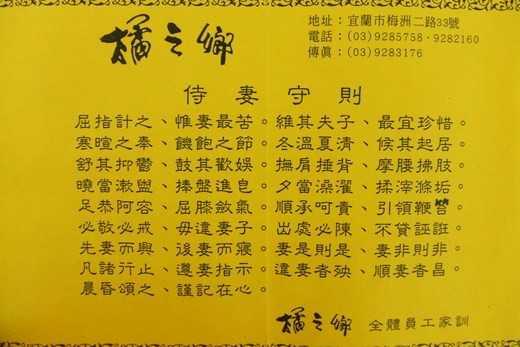 橘之鄉
地址:宜蘭市梅洲二路33號
電話:(03)9285758·9282160
傳真:(03)9283176
侍妻守則
屈指計之、惟妻最苦。維其夫子、最宜珍惜。
寒暄之奉、饑飽之節。冬溫夏凊、候其起居。
舒其抑鬱、鼓其歡娛。撫肩捶背、摩腰拂肢。
曉當漱盥、捧盤進皂。夕當澡濯、揉滓滌垢。
足恭阿容、屈膝斂氣。順承呵責、引領鞭笞。
必敬必戒、毋違妻子。出處必陳、不貸誣誑。
先妻而興、後妻而寢。妻是則是、妻非則非。
凡諸行止、遵妻指示。違妻者殃、順妻者昌。
晨昏頌之、謹記在心。
橘之鄉 全體員工家訓